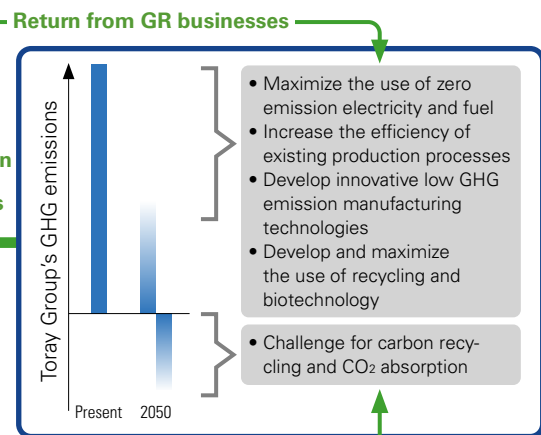 Return from GR businesses
n
s
Toray Group's GHG emissions
Present 2050
• Maximize the use of zero
emission electricity and fuel
• Increase the efficiency of
existing production processes
• Develop innovative low GHG
emission manufacturing
technologies
• Develop and maximize
the use of recycling and
biotechnology
• Challenge for carbon recy-
cling and CO2 absorption